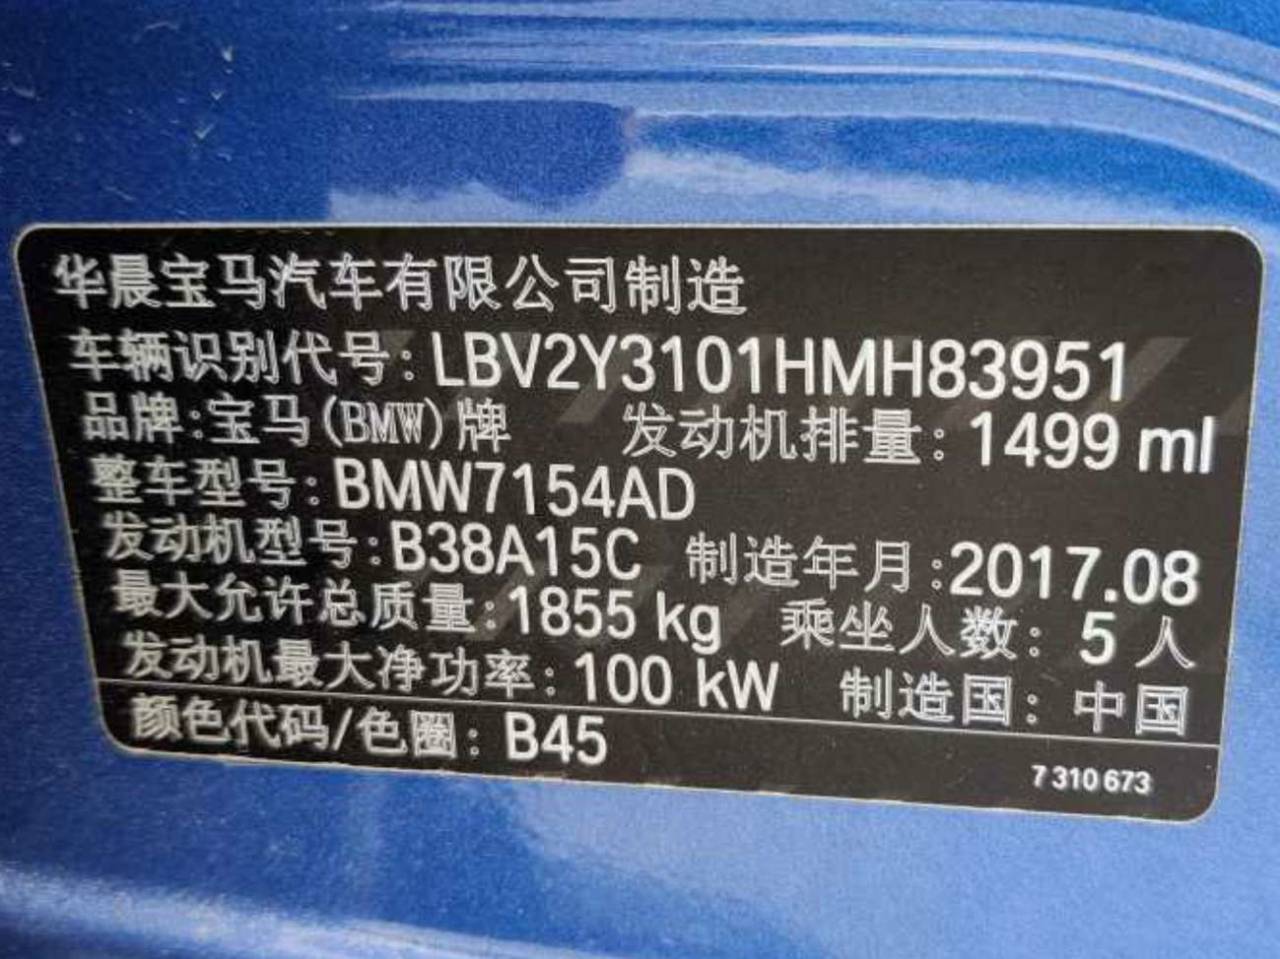 华晨宝马汽车有限公司制造
车辆识别代号: LBV2Y3101HMH83951
品牌:宝马(BMW)牌 发动机排量: 1499 ml
整车型号: BMW7154AD
发动机型号: B38A15C 制造年月: 2017.08
最大允许总质量: 1855 kg 乘坐人数: 5 人
发动机最大净功率: 100 kW 制造国: 中国
颜色代码/色圈: B45
7 310 673